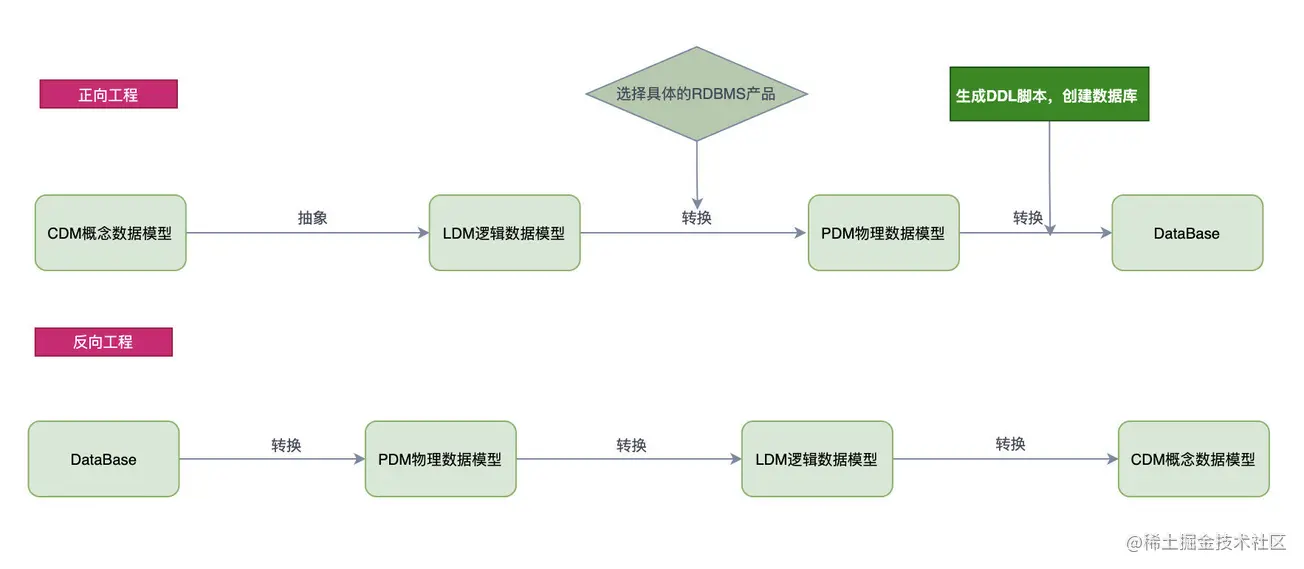 正向工程
选择具体的RDBMS产品
生成DDL脚本，创建数据库
CDM概念数据模型
抽象
LDM逻辑数据模型
转换
PDM物理数据模型
转换
DataBase
反向工程
DataBase
转换
PDM物理数据模型
转换
LDM逻辑数据模型
转换
CDM概念数据模型
@稀土掘金技术社区